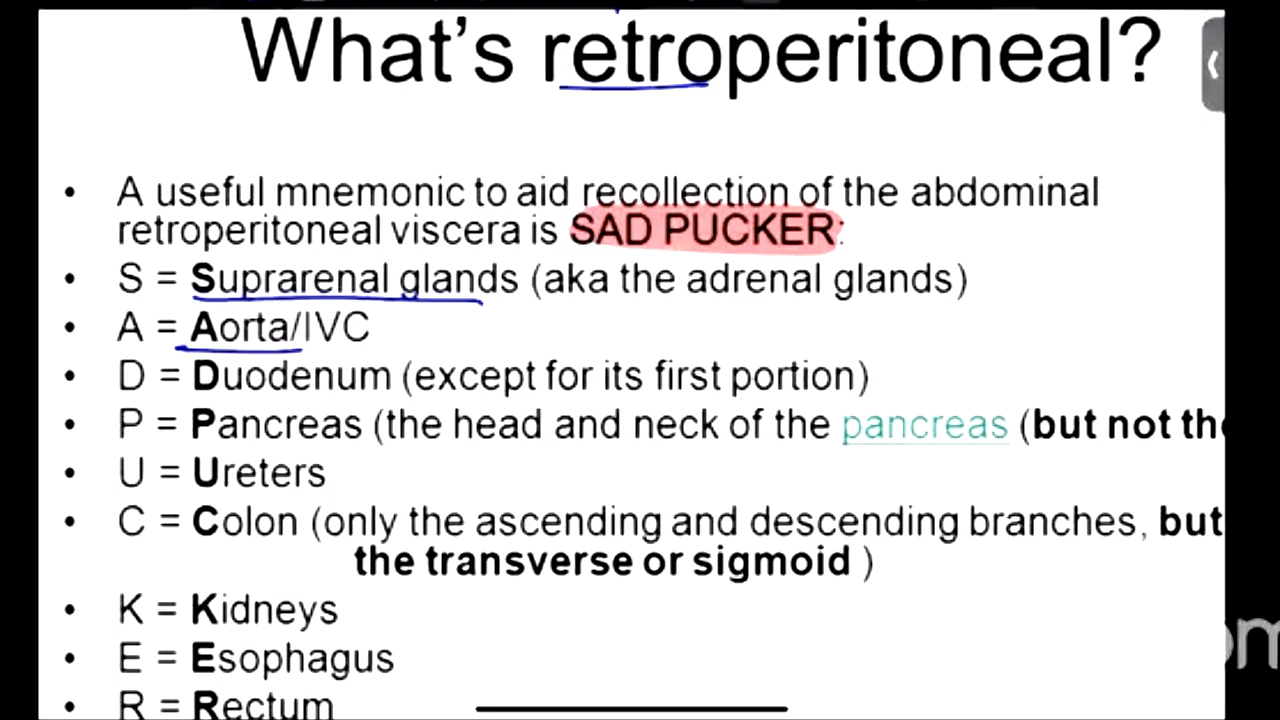 What's retroperitoneal?
• A useful mnemonic to aid recollection of the abdominal
retroperitoneal viscera is SAD PUCKER:
• S = Suprarenal glands (aka the adrenal glands)
• A = Aorta/IVC
• D = Duodenum (except for its first portion)
• P = Pancreas (the head and neck of the pancreas (but not the
• U = Ureters
• C = Colon (only the ascending and descending branches, but
the transverse or sigmoid )
• K = Kidneys
• E = Esophagus
• R = Rectum